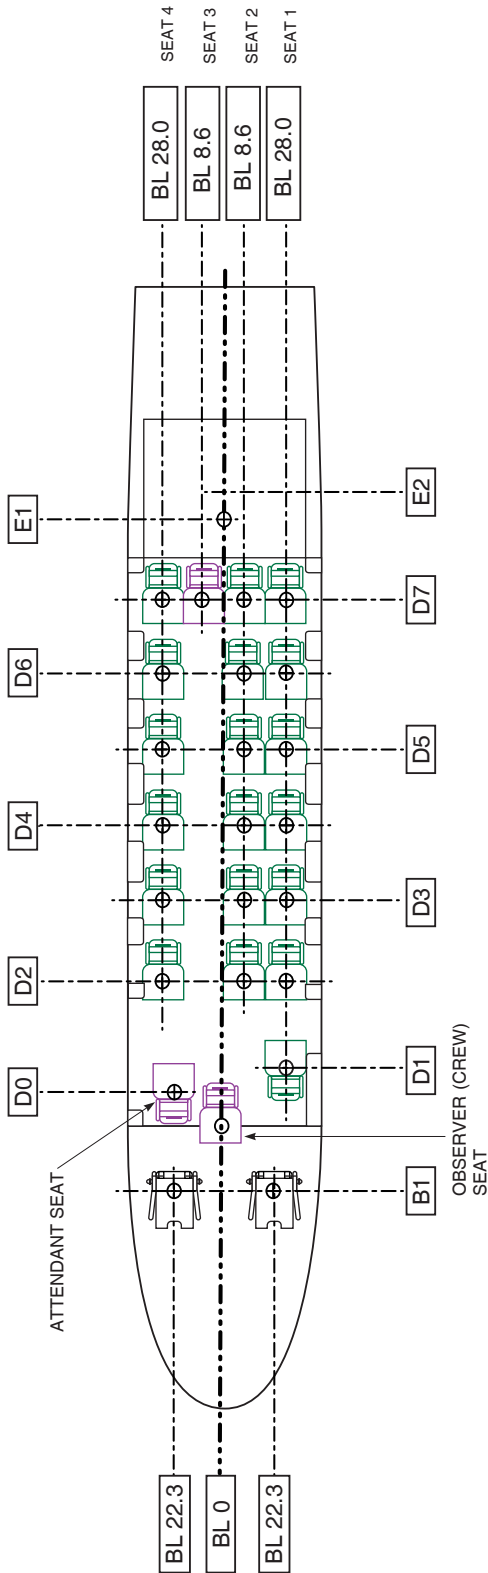 SEAT 4
SEAT 3
SEAT 2
SEAT 1
BL 28.0
BL 8.6
BL 8.6
BL 28.0
E1
E2
D7
D6
D5
D4
D3
D2
D1
D0
ATTENDANT SEAT
OBSERVER (CREW)
SEAT
B1
BL 22.3
BL 0
BL 22.3